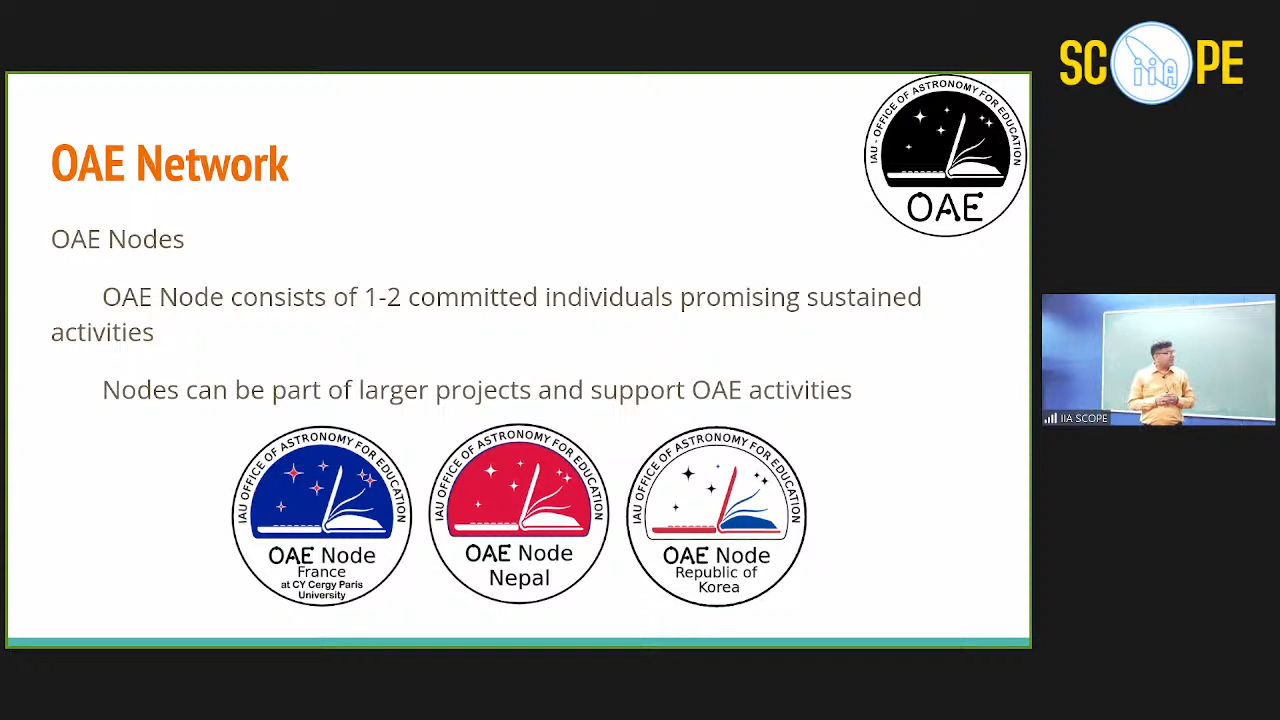 SC iiA PE
IAU - OFFICE OF ASTRONOMY FOR EDUCATION
OAE
OAE Network
OAE Nodes
OAE Node consists of 1-2 committed individuals promising sustained
activities
Nodes can be part of larger projects and support OAE activities
IIA SCOPE
IAU OFFICE OF ASTRONOMY FOR EDUCATION
OAE Node
France
at CY Cergy Paris
University
IAU OFFICE OF ASTRONOMY FOR EDUCATION
OAE Node
Nepal
IAU OFFICE OF ASTRONOMY FOR EDUCATION
OAE Node
Republic of
Korea